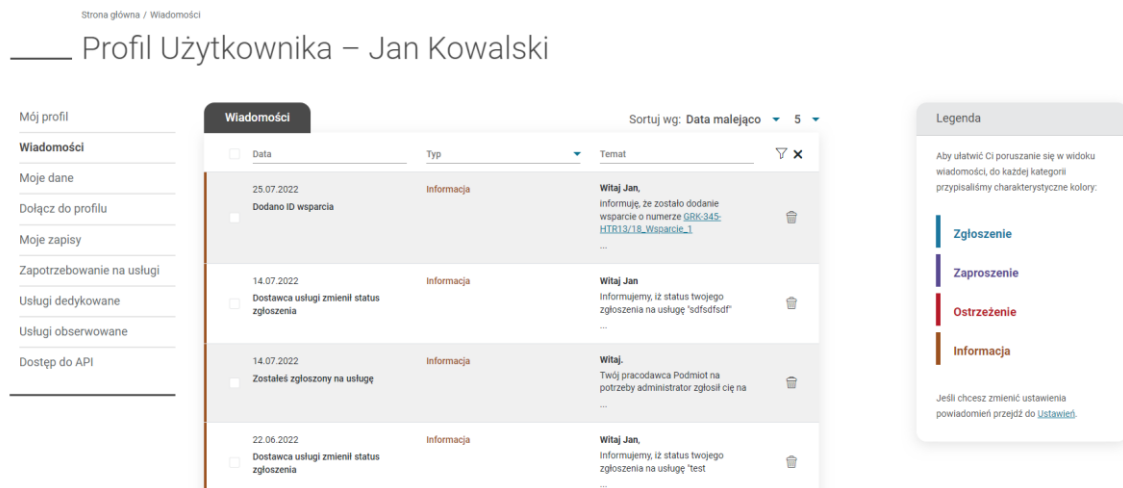 Strona główna / Wiadomości
Profil Użytkownika – Jan Kowalski
Mój profil
Wiadomości
Moje dane
Dołącz do profilu
Moje zapisy
Zapotrzebowanie na usługi
Usługi dedykowane
Usługi obserwowane
Dostęp do API
Wiadomości
Sortuj wg: Data malejąco 5
Data Typ Temat
25.07.2022 Informacja Witaj Jan,
Dodano ID wsparcia
informuję, że zostało dodanie
wsparcie o numerze GRK-345-
HTR13/18_Wsparcie_1
...
14.07.2022 Informacja Witaj Jan
Dostawca usługi zmienił status
zgłoszenia
Informujemy, iż status twojego
zgłoszenia na usługę "sdfsdfsdf"
...
14.07.2022 Informacja Witaj.
Zostałeś zgłoszony na usługę
Twój pracodawca Podmiot na
potrzeby administrator zgłosił cię na
...
22.06.2022 Informacja Witaj Jan,
Dostawca usługi zmienił status
zgłoszenia
Informujemy, iż status twojego
zgłoszenia na usługę "test
...
Legenda
Aby ułatwić Ci poruszanie się w widoku
wiadomości, do każdej kategorii
przypisaliśmy charakterystyczne kolory:
Zgłoszenie
Zaproszenie
Ostrzeżenie
Informacja
Jeśli chcesz zmienić ustawienia
powiadomień przejdź do Ustawień.